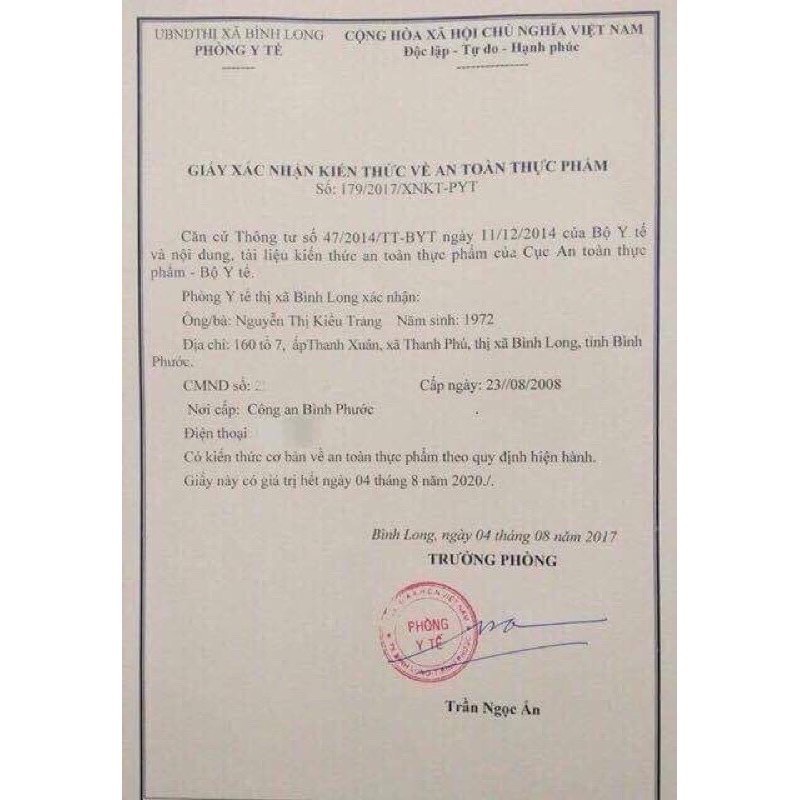 UBNDTHỊ XÃ BÌNH LONG
PHÒNG Y TẾ
CỘNG HÒA XÃ HỘI CHỦ NGHĨA VIỆT NAM
Độc lập - Tự do - Hạnh phúc
GIẤY XÁC NHẬN KIẾN THỨC VỀ AN TOÀN THỰC PHẨM
Số: 179/2017/XNKT-PYT
Căn cứ Thông tư số 47/2014/TT-BYT ngày 11/12/2014 của Bộ Y tế
và nội dung, tài liệu kiến thức an toàn thực phẩm của Cục An toàn thực
phẩm - Bộ Y tế.
Phòng Y tế thị xã Bình Long xác nhận:
Ông/bà: Nguyễn Thị Kiều Trảng Năm sinh: 1972
Địa chỉ: 160 tổ 7, ấpThanh Xuân, xã Thanh Phú, thị xã Bình Long, tỉnh Bình
Phước.
CMND số: 2 Cấp ngày: 23//08/2008
Nơi cấp: Công an Bình Phước
Điện thoại
Có kiến thức cơ bản về an toàn thực phẩm theo quy định hiện hành.
Giấy này có giá trị hết ngày 04 tháng 8 năm 2020./.
Bình Long, ngày 04 tháng 08 năm 2017
TRƯỞNG PHÒNG
PHÒNG
Y TẾ
Trần Ngọc Ẩn